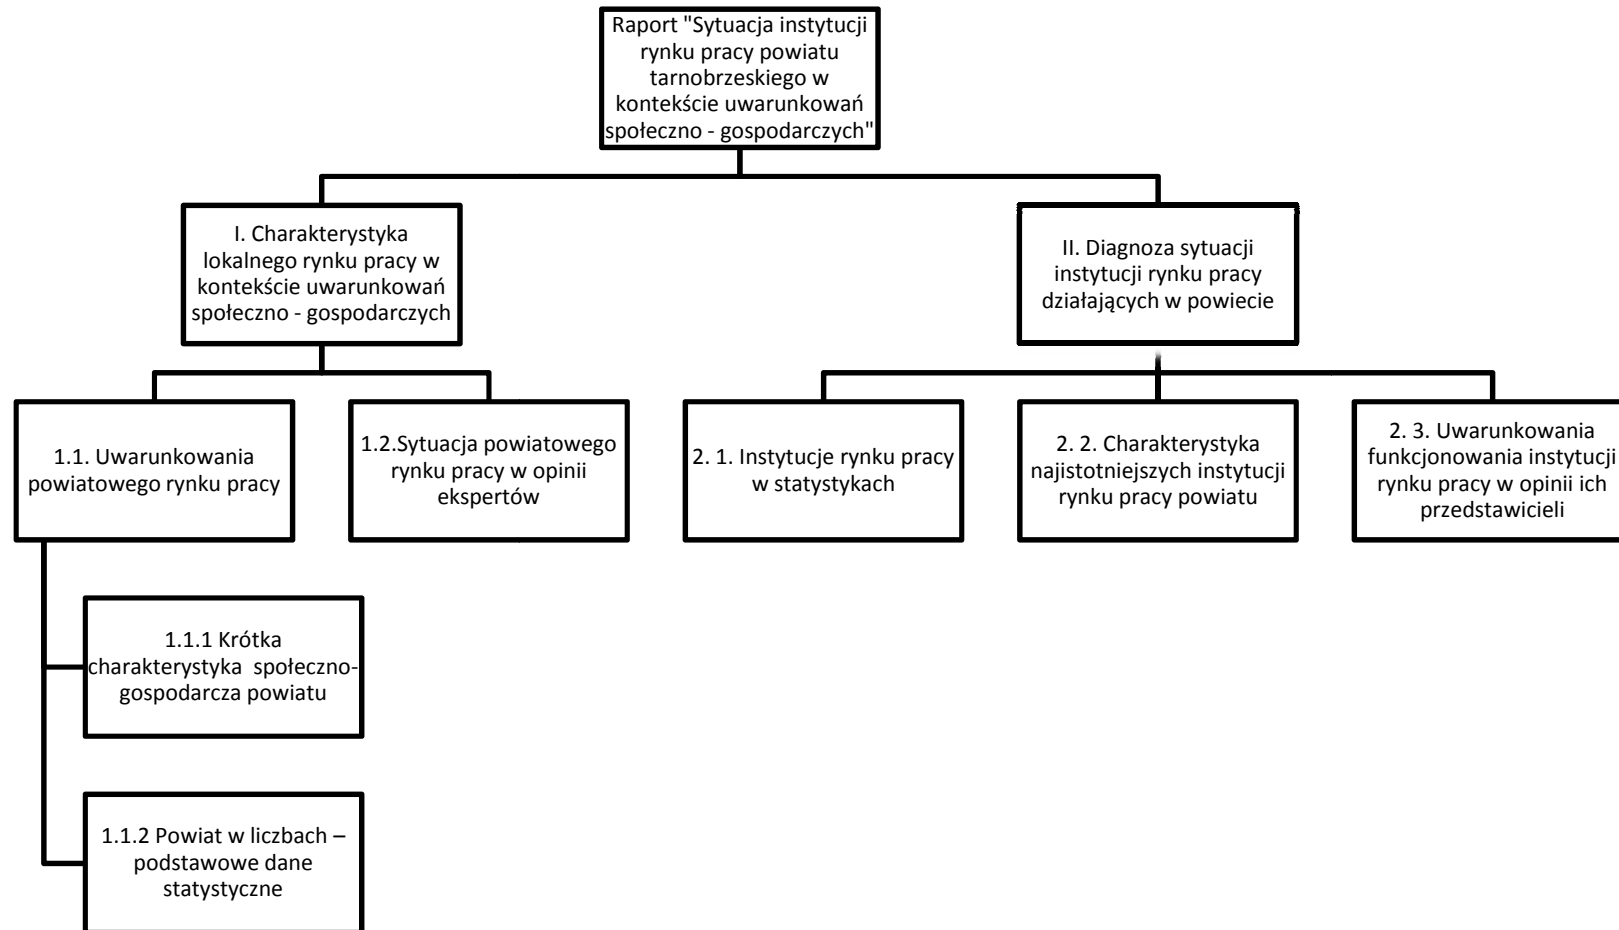 Raport "Sytuacja instytucji
rynku pracy powiatu
tarnobrzeskiego w
kontekście uwarunkowań
społeczno - gospodarczych"
I. Charakterystyka
lokalnego rynku pracy w
kontekście uwarunkowań
społeczno - gospodarczych
II. Diagnoza sytuacji
instytucji rynku pracy
działających w powiecie
1.1. Uwarunkowania
powiatowego rynku pracy
1.2.Sytuacja powiatowego
rynku pracy w opinii
ekspertów
2. 1. Instytucje rynku pracy
w statystykach
2. 2. Charakterystyka
najistotniejszych instytucji
rynku pracy powiatu
2. 3. Uwarunkowania
funkcjonowania instytucji
rynku pracy w opinii ich
przedstawicieli
1.1.1 Krótka
charakterystyka  społeczno-
gospodarcza powiatu
1.1.2 Powiat w liczbach –
podstawowe dane
statystyczne